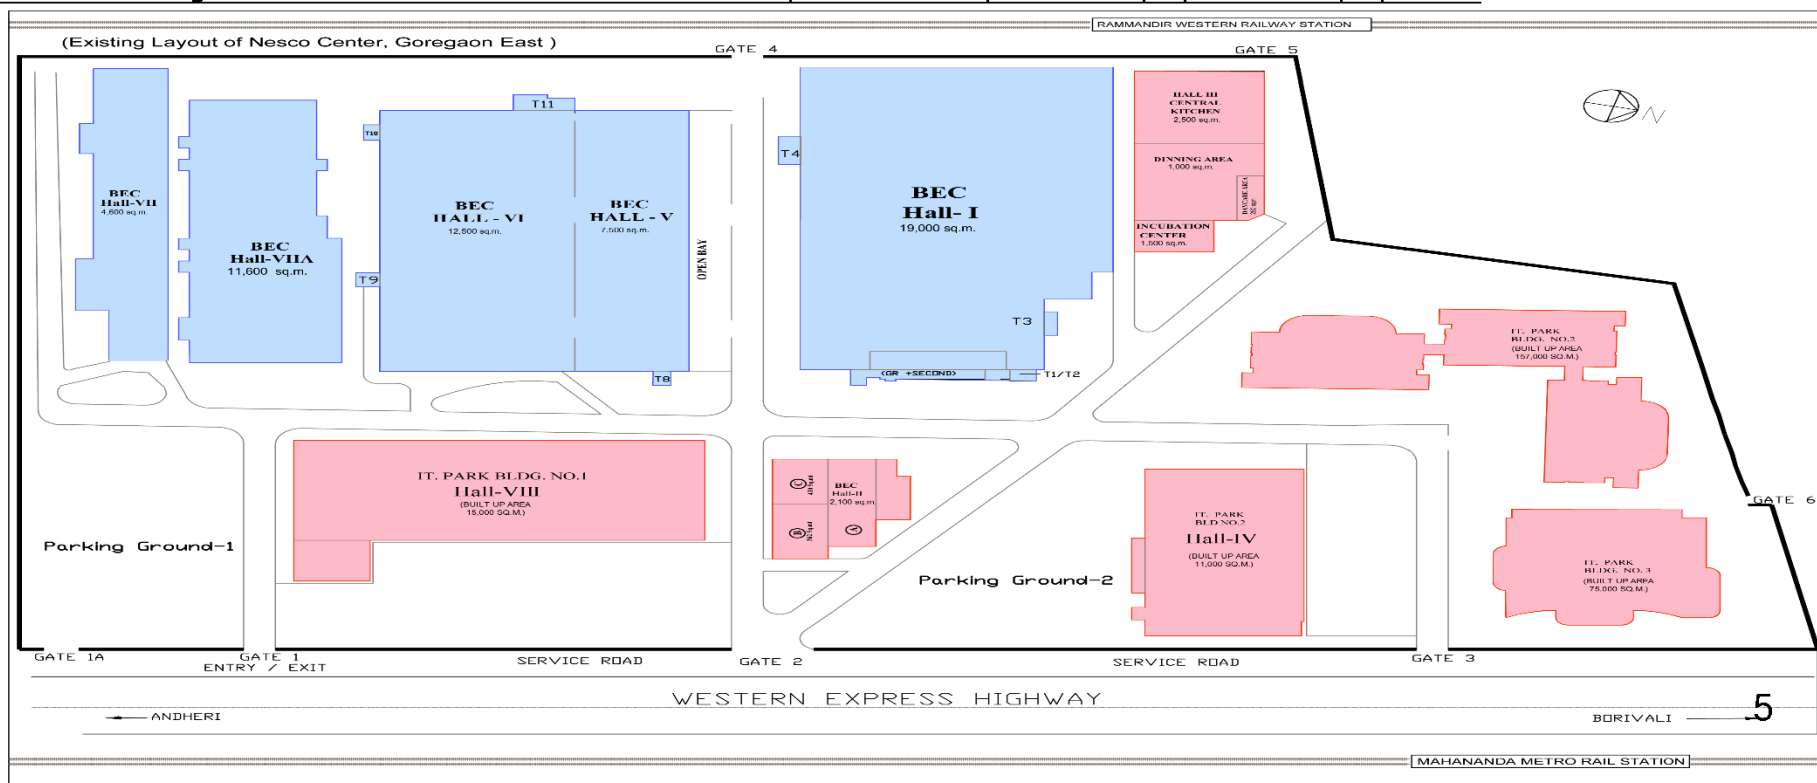 RAMMANDIR WESTERN RAILWAY STATION
(Existing Layout of Nesco Center, Goregaon East )
GATE 4
GATE 5
N
T11
T10
T9
T8
T4
T3
T1/T2
(GR +SECOND)
BEC
Hall-VII
4,600 sq.m.
BEC
Hall-VIIA
11,600 sq.m.
BEC
HALL - VI
12,500 sq.m.
BEC
HALL - V
7,500 sq.m.
OPEN BAY
BEC
Hall- I
19,000 sq.m.
HALL III
CENTRAL
KITCHEN
2,500 sq.m.
DINNING AREA
1,000 sq.m.
DAYCARE AREA
INCUBATION
CENTER
1,500 sq.m.
IT. PARK
BLDG. NO.2
(BUILT UP AREA
157,000 SQ.M.)
GATE 6
IT. PARK BLDG. NO.1
Hall-VIII
(BUILT UP AREA
15,000 SQ.M.)
C
B
BEC
Hall-II
2,100 sq.m.
A
IT. PARK
BLD NO.2
Hall-IV
(BUILT UP AREA
11,000 SQ.M.)
IT. PARK
BLDG. NO. 3
(BUILT UP AREA
75,000 SQ.M.)
Parking Ground-1
Parking Ground-2
GATE 1A
GATE 1
ENTRY / EXIT
SERVICE ROAD
GATE 2
SERVICE ROAD
GATE 3
WESTERN EXPRESS HIGHWAY
ANDHERI
BORIVALI
5
MAHANANDA METRO RAIL STATION